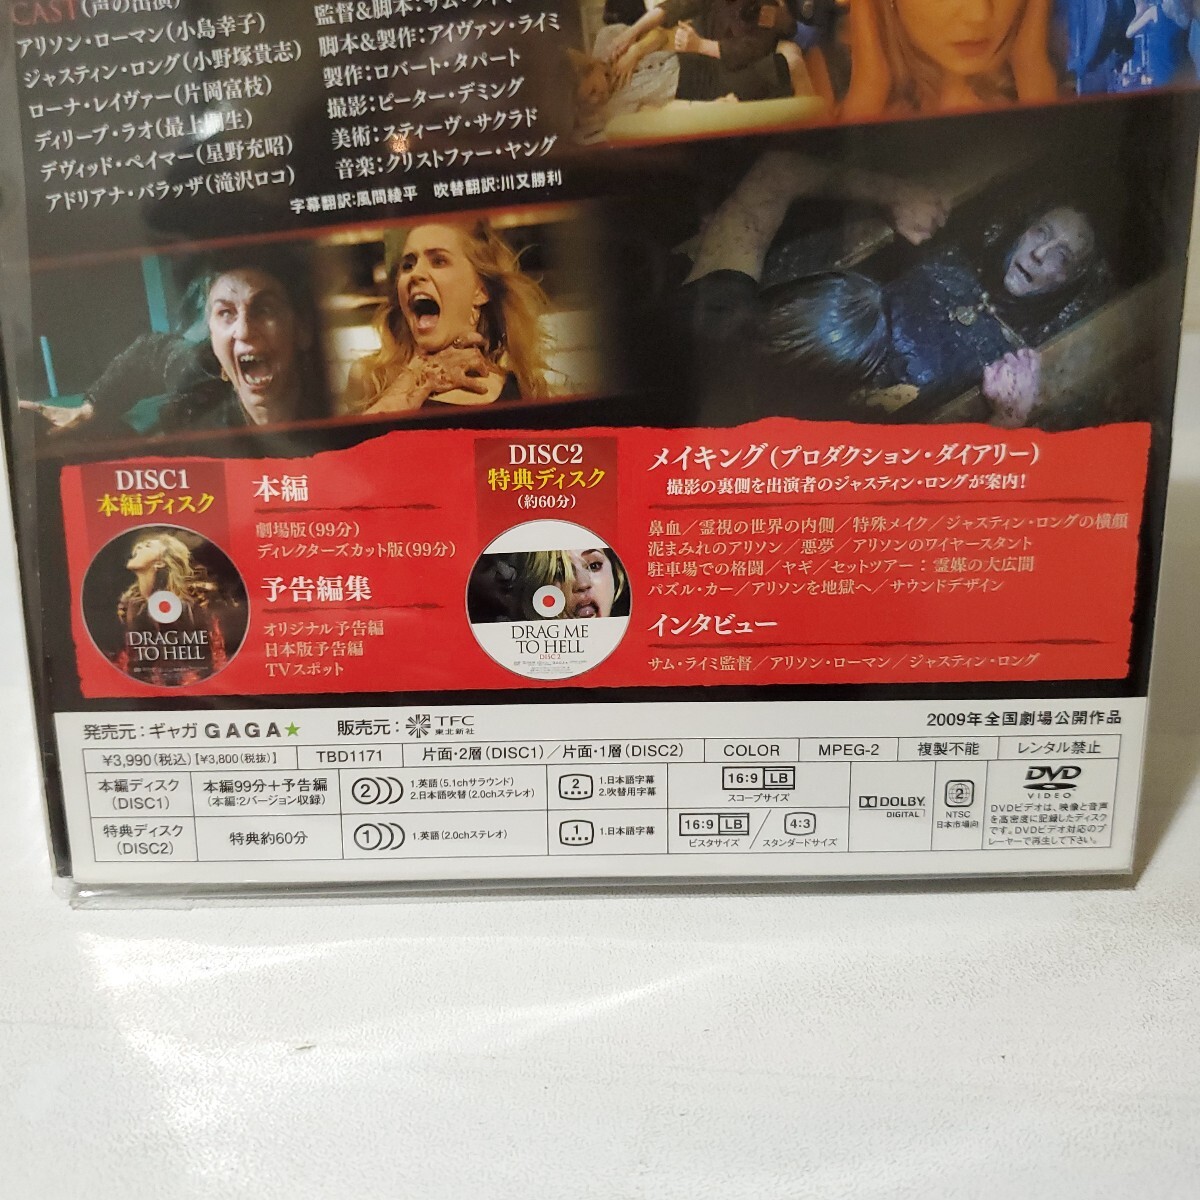 CAST(声の出演)
アリソン・ローマン(小島幸子)
ジャスティン・ロング(小野塚貴志)
ローナ・レイヴァー(片岡富枝)
ディリープ・ラオ(最上嗣生)
デヴィッド・ペイマー(星野充昭)
アドリアナ・バラッザ(滝沢ロコ)
監督&脚本:サム・ライミ
脚本&製作:アイヴァン・ライミ
製作:ロバート・タパート
撮影:ピーター・デミング
美術:スティーヴ・サクラド
音楽:クリストファー・ヤング
字幕翻訳:風間綾平 吹替翻訳:川又勝利
DISC1
本編ディスク
DRAG ME
TO HELL
本編
劇場版(99分)
ディレクターズカット版(99分)
予告編集
オリジナル予告編
日本版予告編
TVスポット
DISC2
特典ディスク
(約60分)
DRAG ME
TO HELL
DISC 2
メイキング(プロダクション・ダイアリー)
撮影の裏側を出演者のジャスティン・ロングが案内!
鼻血/霊視の世界の内側/特殊メイク/ジャスティン・ロングの横顔
泥まみれのアリソン/悪夢/アリソンのワイヤースタント
駐車場での格闘/ヤギ/セットツアー:霊媒の大広間
パズル・カー/アリソンを地獄へ/サウンドデザイン
インタビュー
サム・ライミ監督/アリソン・ローマン/ジャスティン・ロング
発売元:ギャガ GAGA★ 販売元: TFC 東北新社
2009年全国劇場公開作品
¥3,990(税込)【¥3,800(税抜)】 TBD1171 片面・2層(DISC1)/片面・1層(DISC2) COLOR MPEG-2 複製不能 レンタル禁止
本編ディスク
(DISC1)
本編99分+予告編
(本編:2バージョン収録)
2
1.英語(5.1chサラウンド)
2.日本語吹替(2.0chステレオ)
2
1.日本語字幕
2.吹替用字幕
16:9 LB
スコープサイズ
特典ディスク
(DISC2)
特典約60分
1
1.英語(2.0chステレオ)
1
1.日本語字幕
16:9 LB / 4:3
ビスタサイズ / スタンダードサイズ
DOLBY
DIGITAL
2
NTSC
日本市場向
DVD
VIDEO
DVDビデオは、映像と音声
を高密度に記録したディスク
です。DVDビデオ対応のプ
レーヤーで再生して下さい。